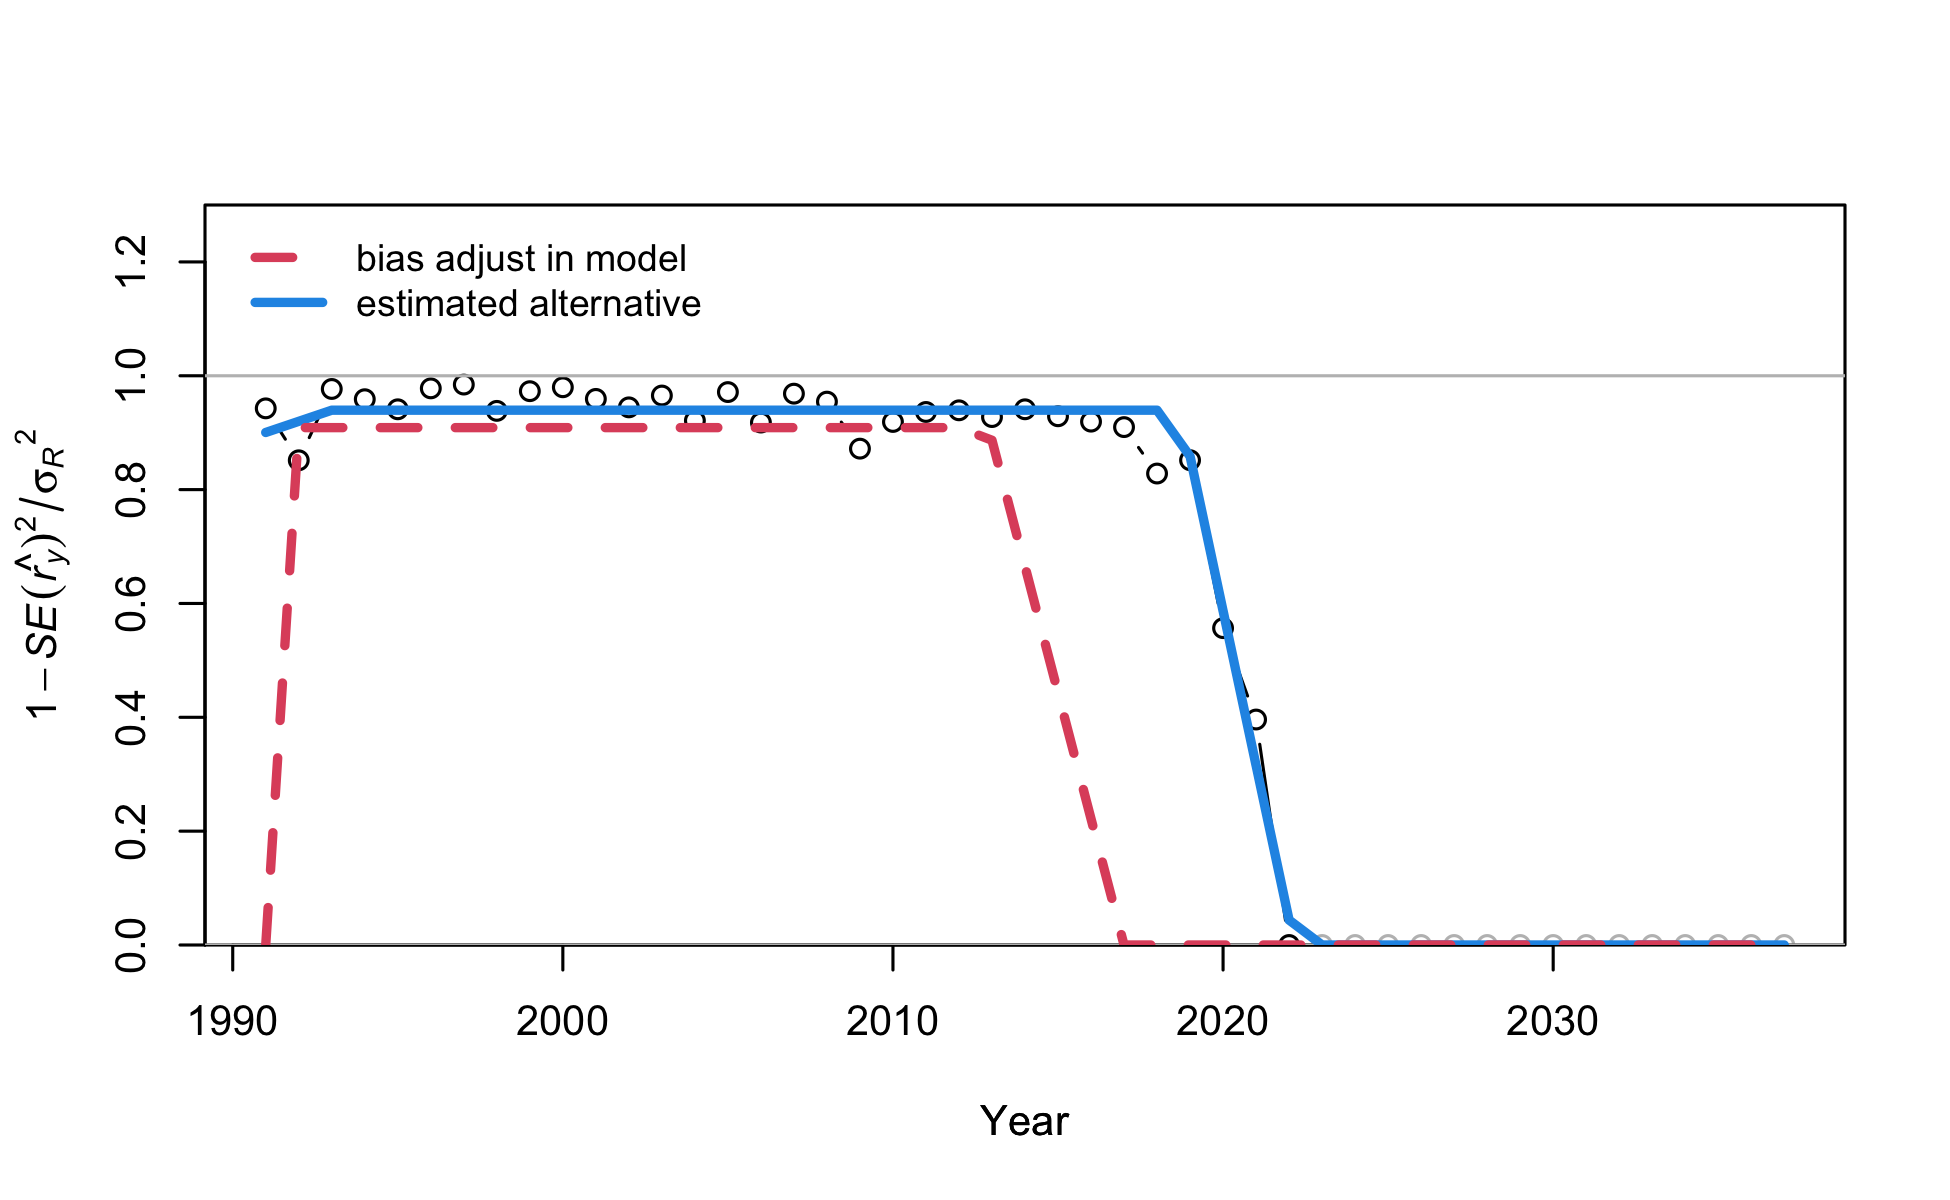 bias adjust in model
estimated alternative
1 − SE(r̂y)²/σR²
1.2
1.0
0.8
0.6
0.4
0.2
0.0
1990 2000 2010 2020 2030
Year